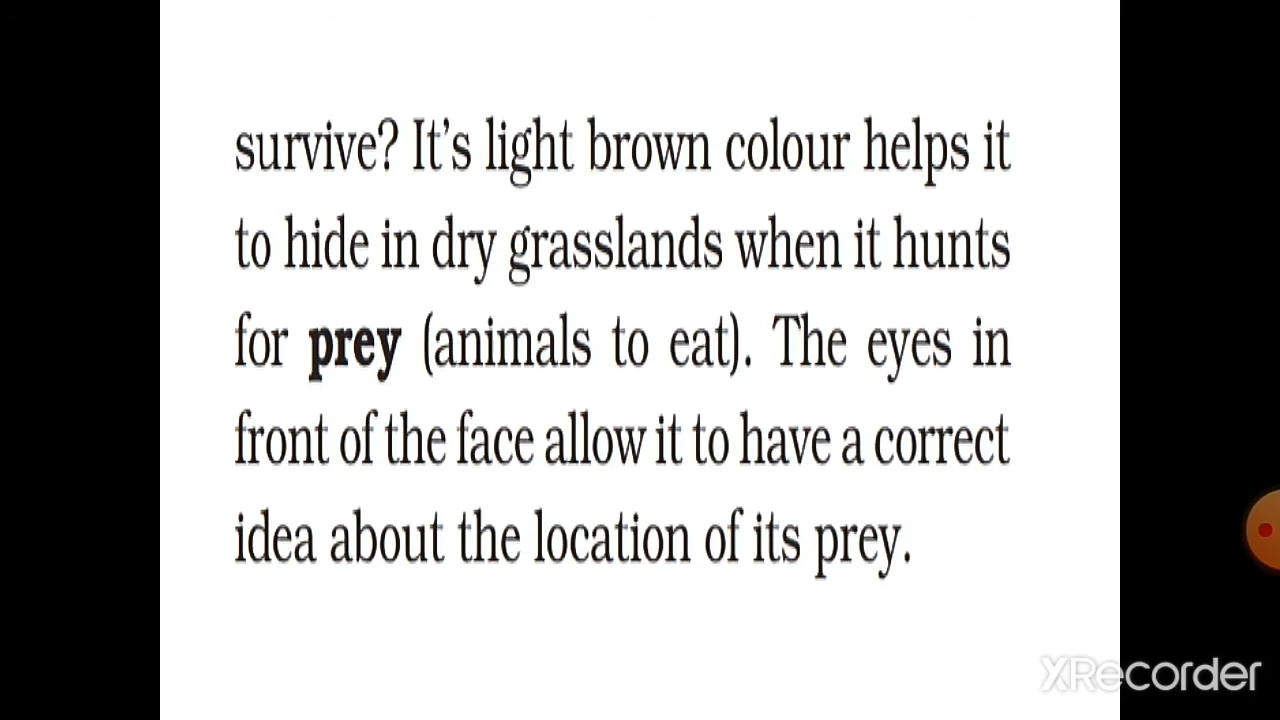 survive? It's light brown colour helps it
to hide in dry grasslands when it hunts
for prey (animals to eat). The eyes in
front of the face allow it to have a correct
idea about the location of its prey.
XRecorder